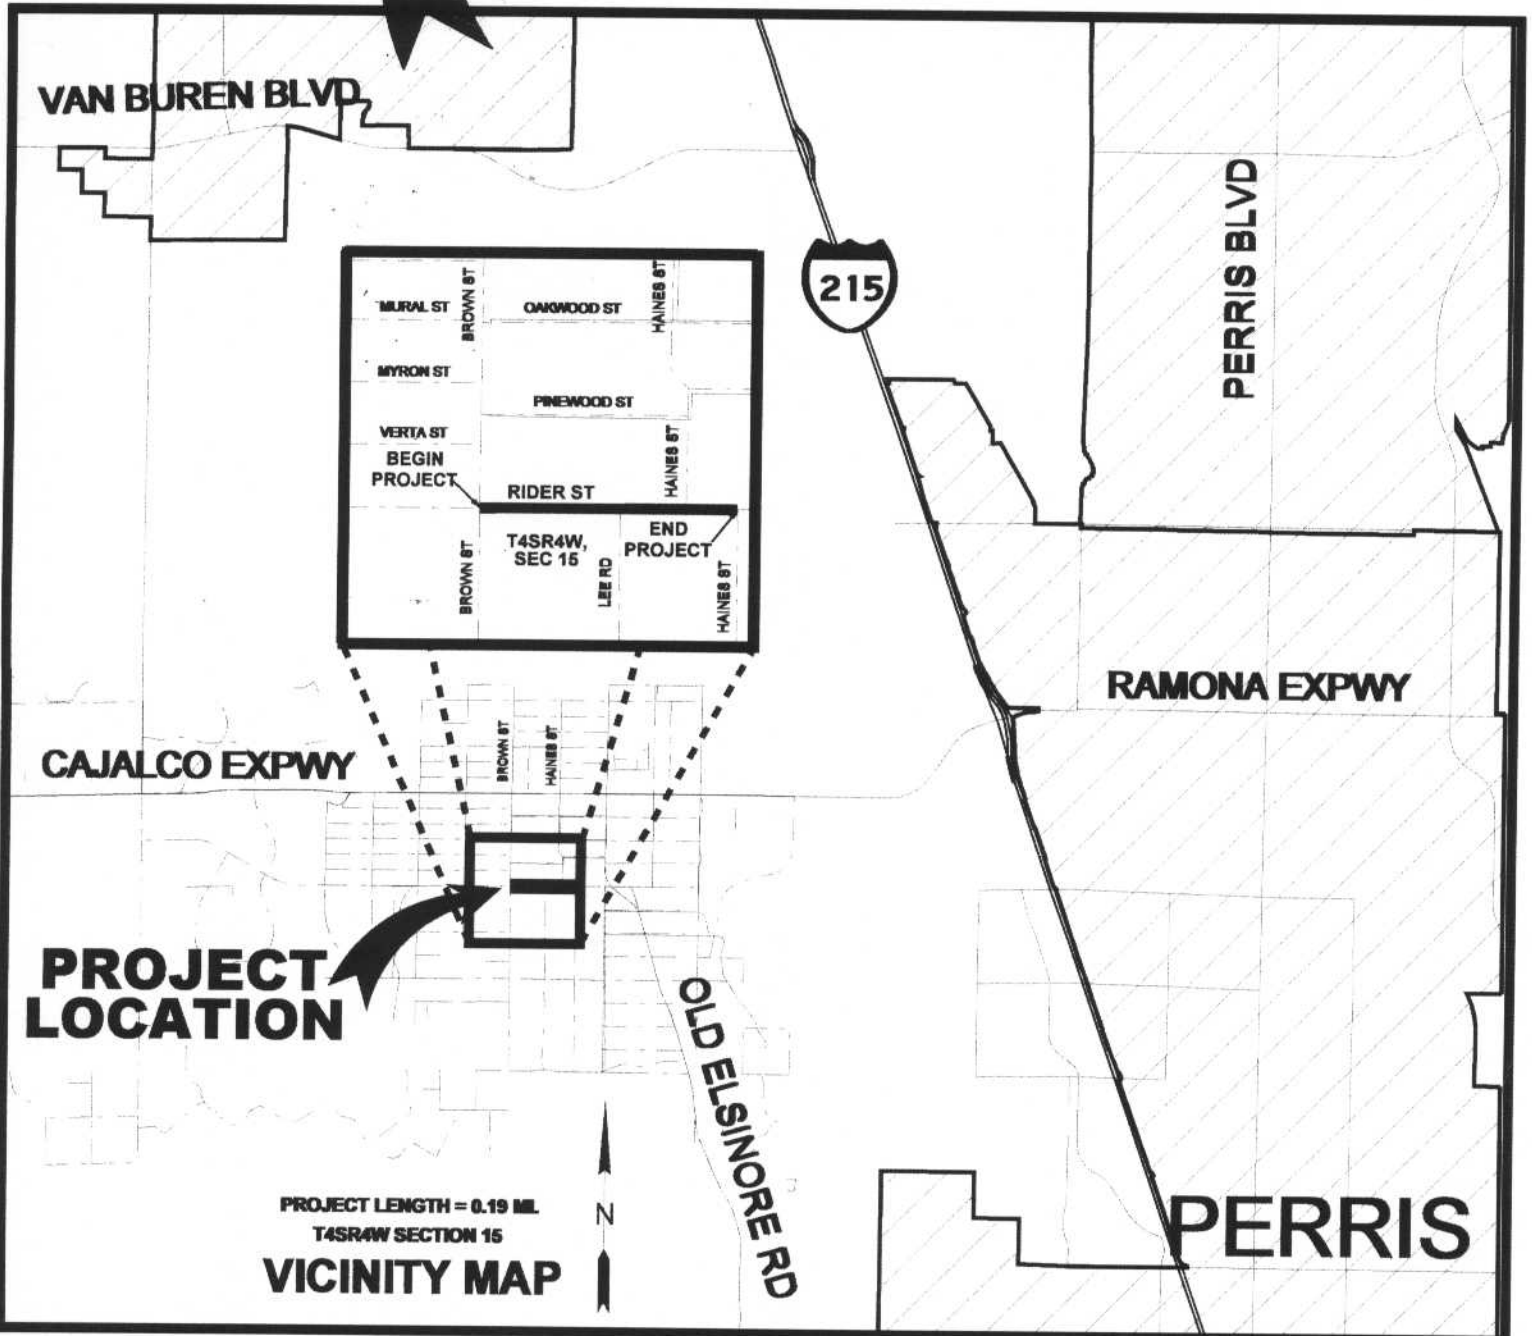 VAN BUREN BLVD
215
PERRIS BLVD
MURAL ST
BROWN ST
OAKWOOD ST
HAINES ST
MYRON ST
PINEWOOD ST
VERTA ST
HAINES ST
BEGIN
PROJECT
RIDER ST
END
PROJECT
T4SR4W,
SEC 15
BROWN ST
LEE RD
HAINES ST
RAMONA EXPWY
CAJALCO EXPWY
BROWN ST
HAINES ST
PROJECT
LOCATION
OLD ELSINORE RD
PERRIS
PROJECT LENGTH = 0.19 MI.
T4SR4W SECTION 15
VICINITY MAP
N